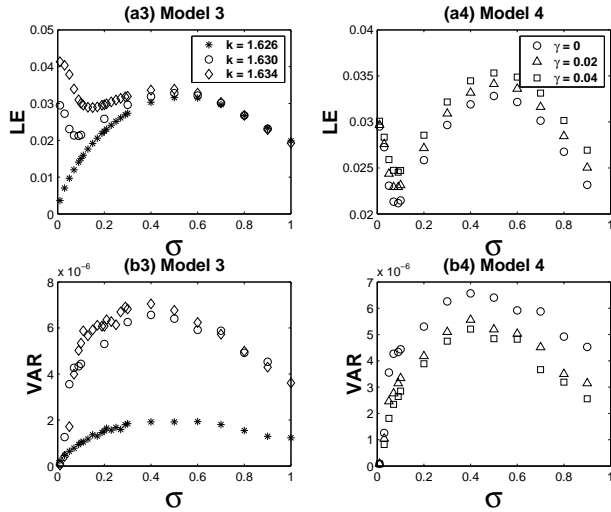 (a3) Model 3
LE
0.05
0.04
0.03
0.02
0.01
0
0 0.2 0.4 0.6 0.8 1
σ
k = 1.626
k = 1.630
k = 1.634
(a4) Model 4
LE
0.04
0.035
0.03
0.025
0.02
0 0.2 0.4 0.6 0.8 1
σ
γ = 0
γ = 0.02
γ = 0.04
(b3) Model 3
x 10⁻⁶
VAR
8
6
4
2
0
0 0.2 0.4 0.6 0.8 1
σ
(b4) Model 4
x 10⁻⁶
VAR
7
6
5
4
3
2
1
0
0 0.2 0.4 0.6 0.8 1
σ